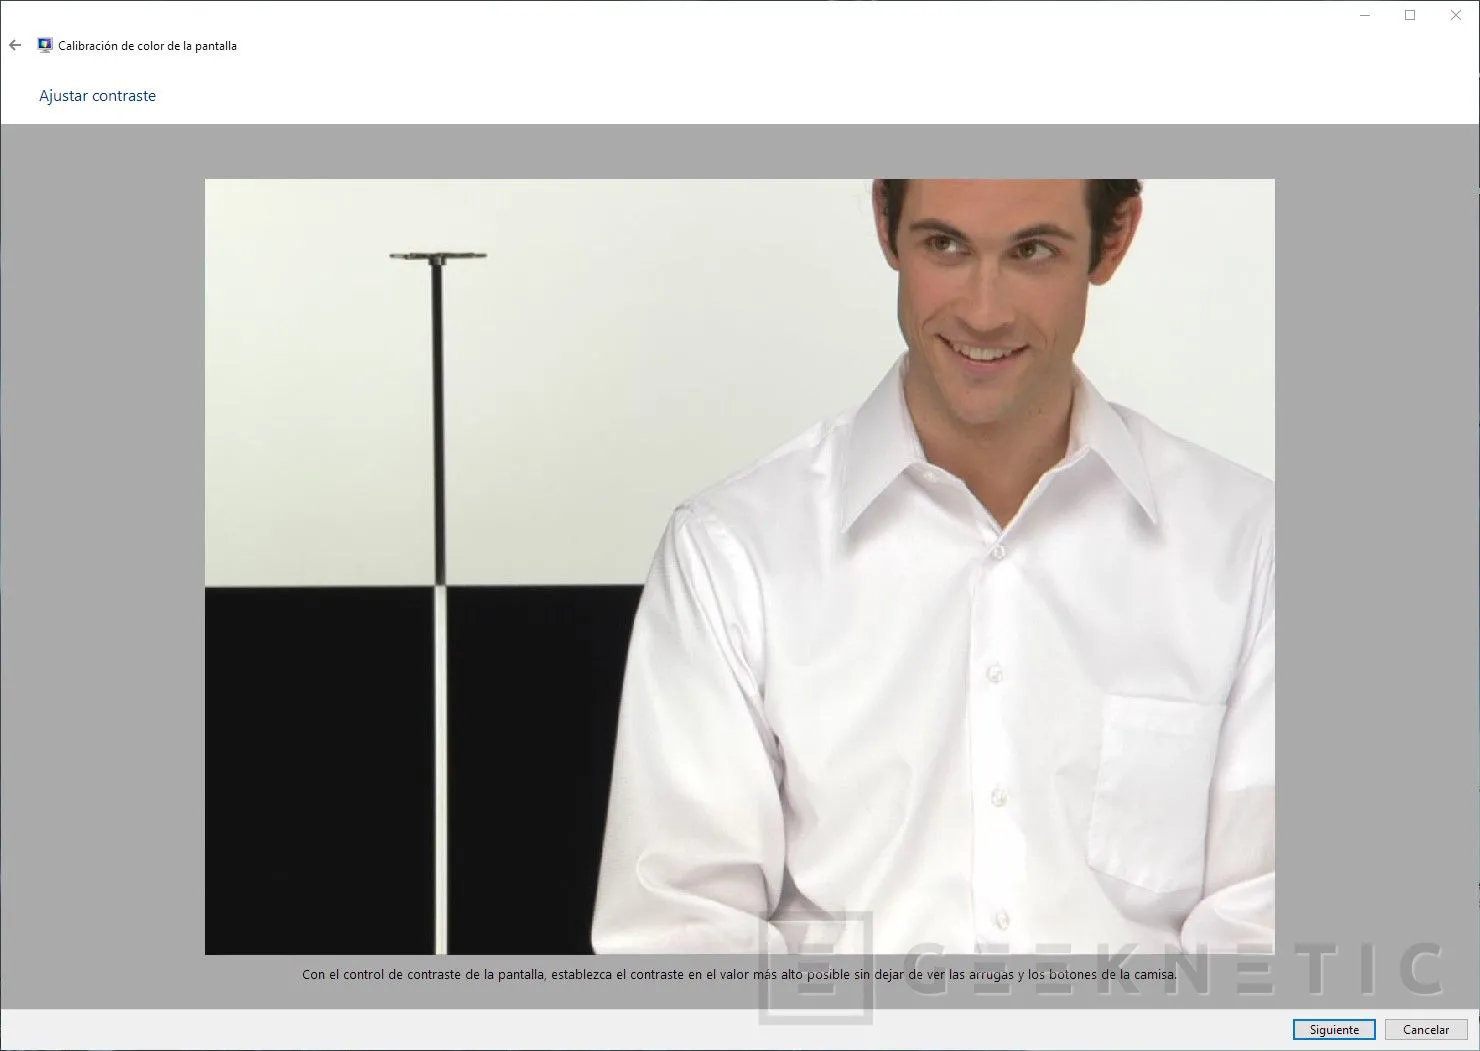 Calibración de color de la pantalla
Ajustar contraste
Con el control de contraste de la pantalla, establezca el contraste en el valor más alto posible sin dejar de ver las arrugas y los botones de la camisa.
GEEKNETIC
Siguiente
Cancelar